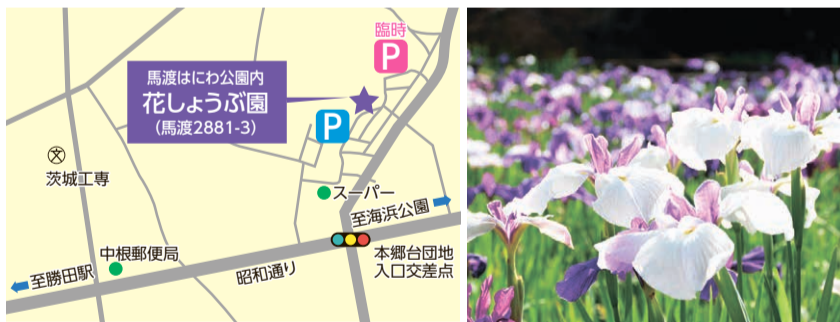 臨時
P
馬渡はにわ公園内
花しょうぶ園
(馬渡2881-3)
P
文
茨城工専
スーパー
至海浜公園
中根郵便局
本郷台団地
入口交差点
昭和通り
至勝田駅